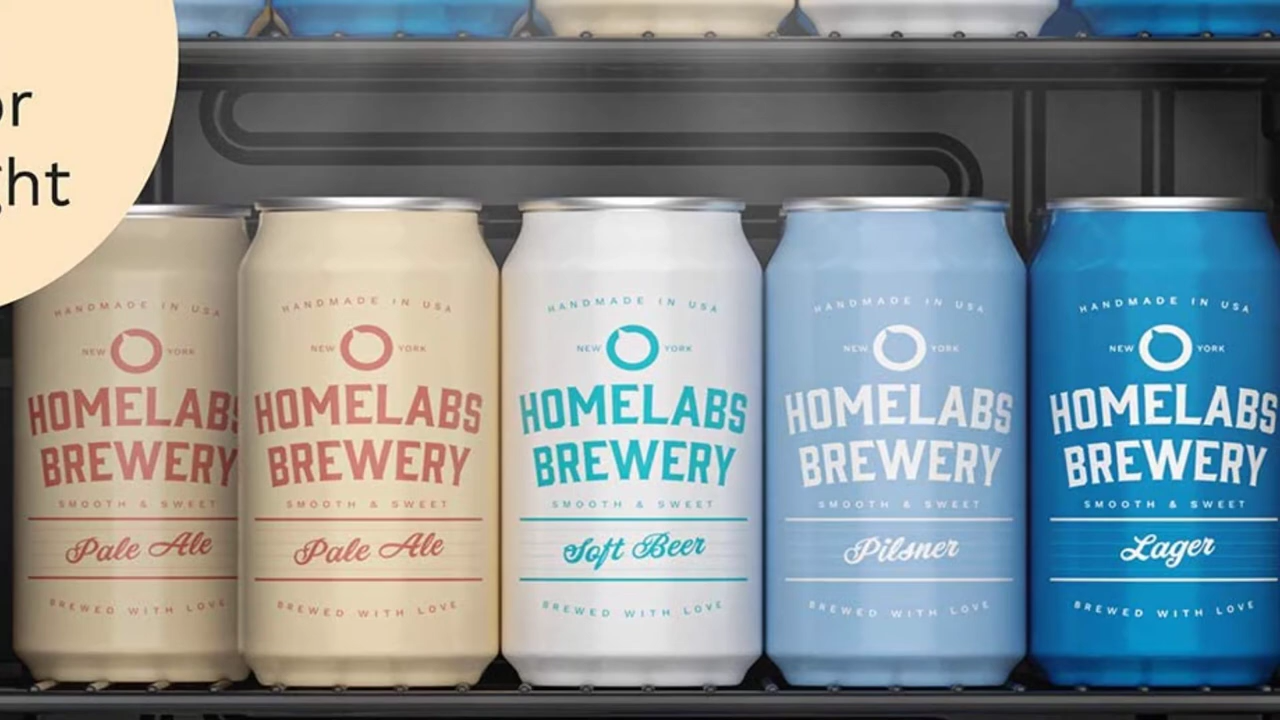 or
ght
HANDMADE IN USA
NEW YORK
HOMELABS
BREWERY
SMOOTH & SWEET
Pale Ale
BREWED WITH LOVE
HANDMADE IN USA
NEW YORK
HOMELABS
BREWERY
SMOOTH & SWEET
Pale Ale
BREWED WITH LOVE
HANDMADE IN USA
NEW YORK
HOMELABS
BREWERY
SMOOTH & SWEET
Soft Beer
BREWED WITH LOVE
HANDMADE IN USA
NEW YORK
HOMELABS
BREWERY
SMOOTH & SWEET
Pilsner
BREWED WITH LOVE
HANDMADE IN USA
NEW YORK
HOMELABS
BREWERY
SMOOTH & SWEET
Lager
BREWED WITH LOVE